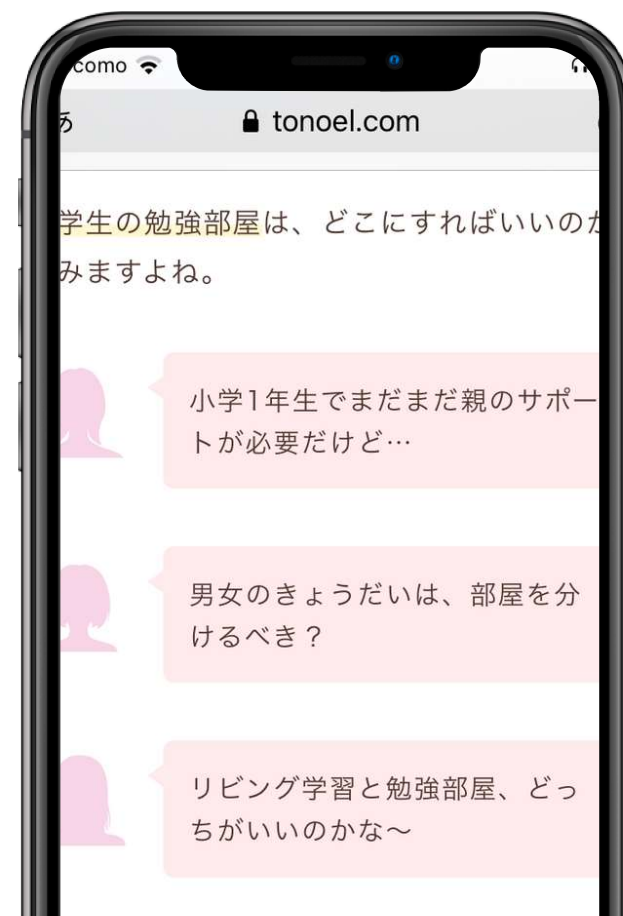 como
あ tonoel.com
学生の勉強部屋は、どこにすればいいのか
みますよね。
小学1年生でまだまだ親のサポー
トが必要だけど…
男女のきょうだいは、部屋を分
けるべき?
リビング学習と勉強部屋、どっ
ちがいいのかな〜